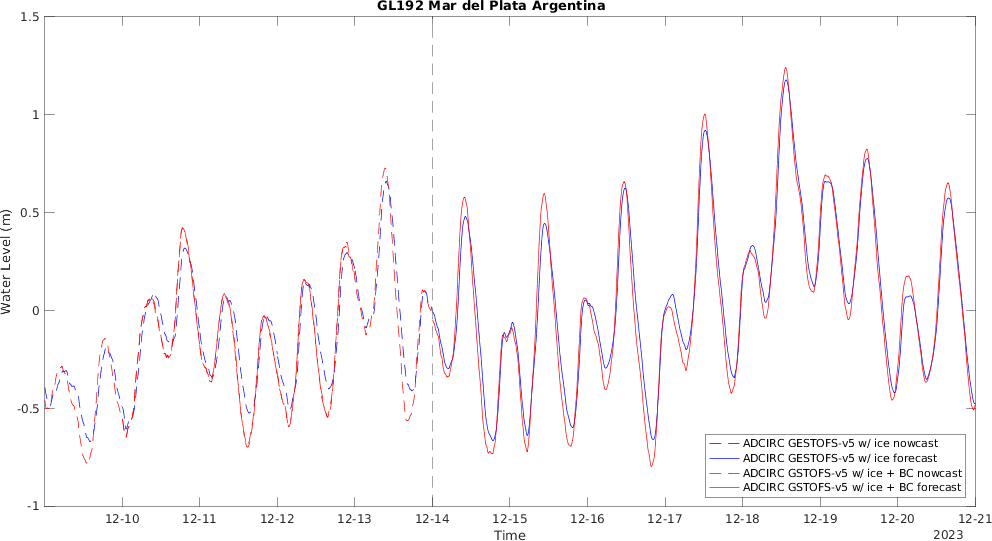 GL192 Mar del Plata Argentina
1.5
1
0.5
0
-0.5
-1
Water Level (m)
ADCIRC GESTOFS-v5 w/ ice nowcast
ADCIRC GESTOFS-v5 w/ ice forecast
ADCIRC GSTOFS-v5 w/ ice + BC nowcast
ADCIRC GSTOFS-v5 w/ ice + BC forecast
12-10 12-11 12-12 12-13 12-14 12-15 12-16 12-17 12-18 12-19 12-20 12-21
Time
2023